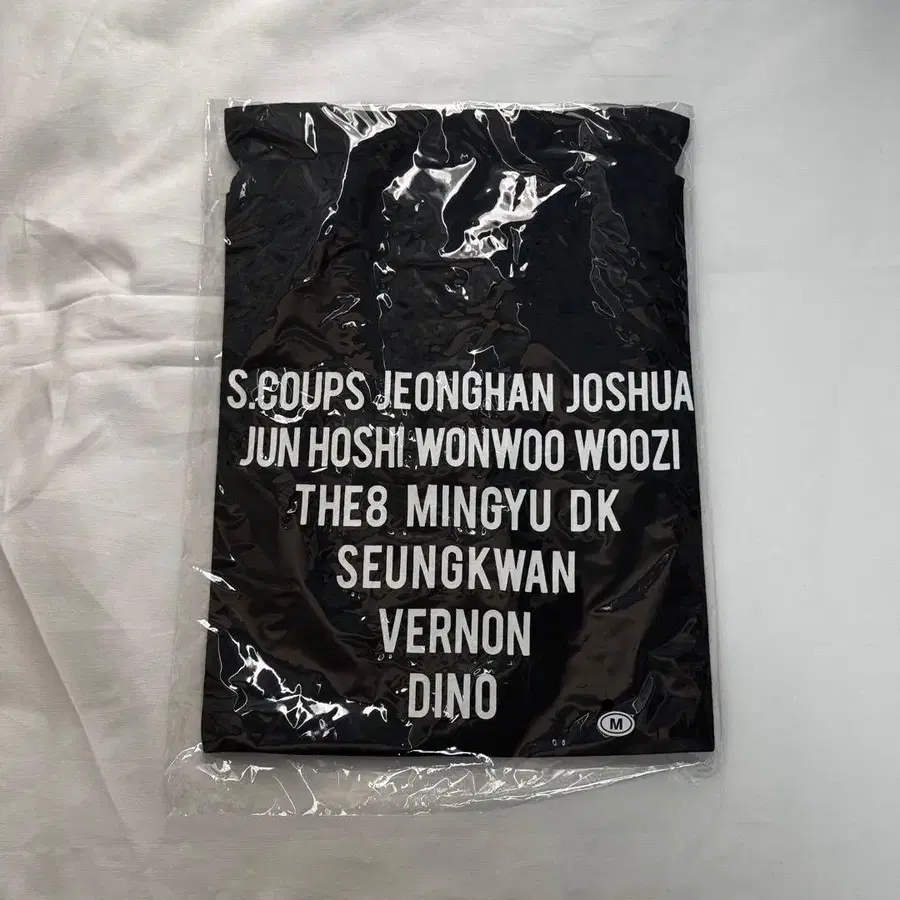 S.COUPS JEONGHAN JOSHUA
JUN HOSHI WONWOO WOOZI
THE8 MINGYU DK
SEUNGKWAN
VERNON
DINO
M